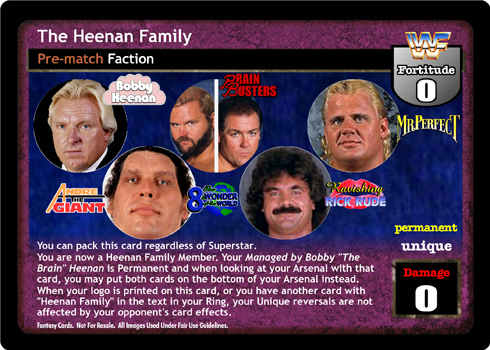 The Heenan Family
Pre-match Faction
WF
Fortitude
0
Bobby
Heenan
BRAIN
BUSTERS
MR. PERFECT
ANDRE
THE
GIANT
The
8th WONDER
of the
WORLD
Ravishing
RICK RUDE
permanent
unique
Damage
0
You can pack this card regardless of Superstar.
You are now a Heenan Family Member. Your Managed by Bobby "The
Brain" Heenan is Permanent and when looking at your Arsenal with that
card, you may put both cards on the bottom of your Arsenal instead.
When your logo is printed on this card, or you have another card with
"Heenan Family" in the text in your Ring, your Unique reversals are not
affected by your opponent's card effects.
Fantasy Cards. Not For Resale. All Images Used Under Fair Use Guidelines.